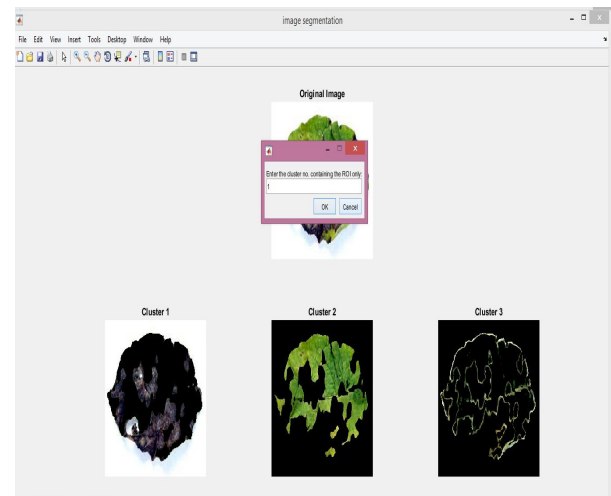 image segmentation
File Edit View Insert Tools Desktop Window Help
Original Image
Enter the cluster no. containing the ROI only:
1
OK Cancel
Cluster 1 Cluster 2 Cluster 3